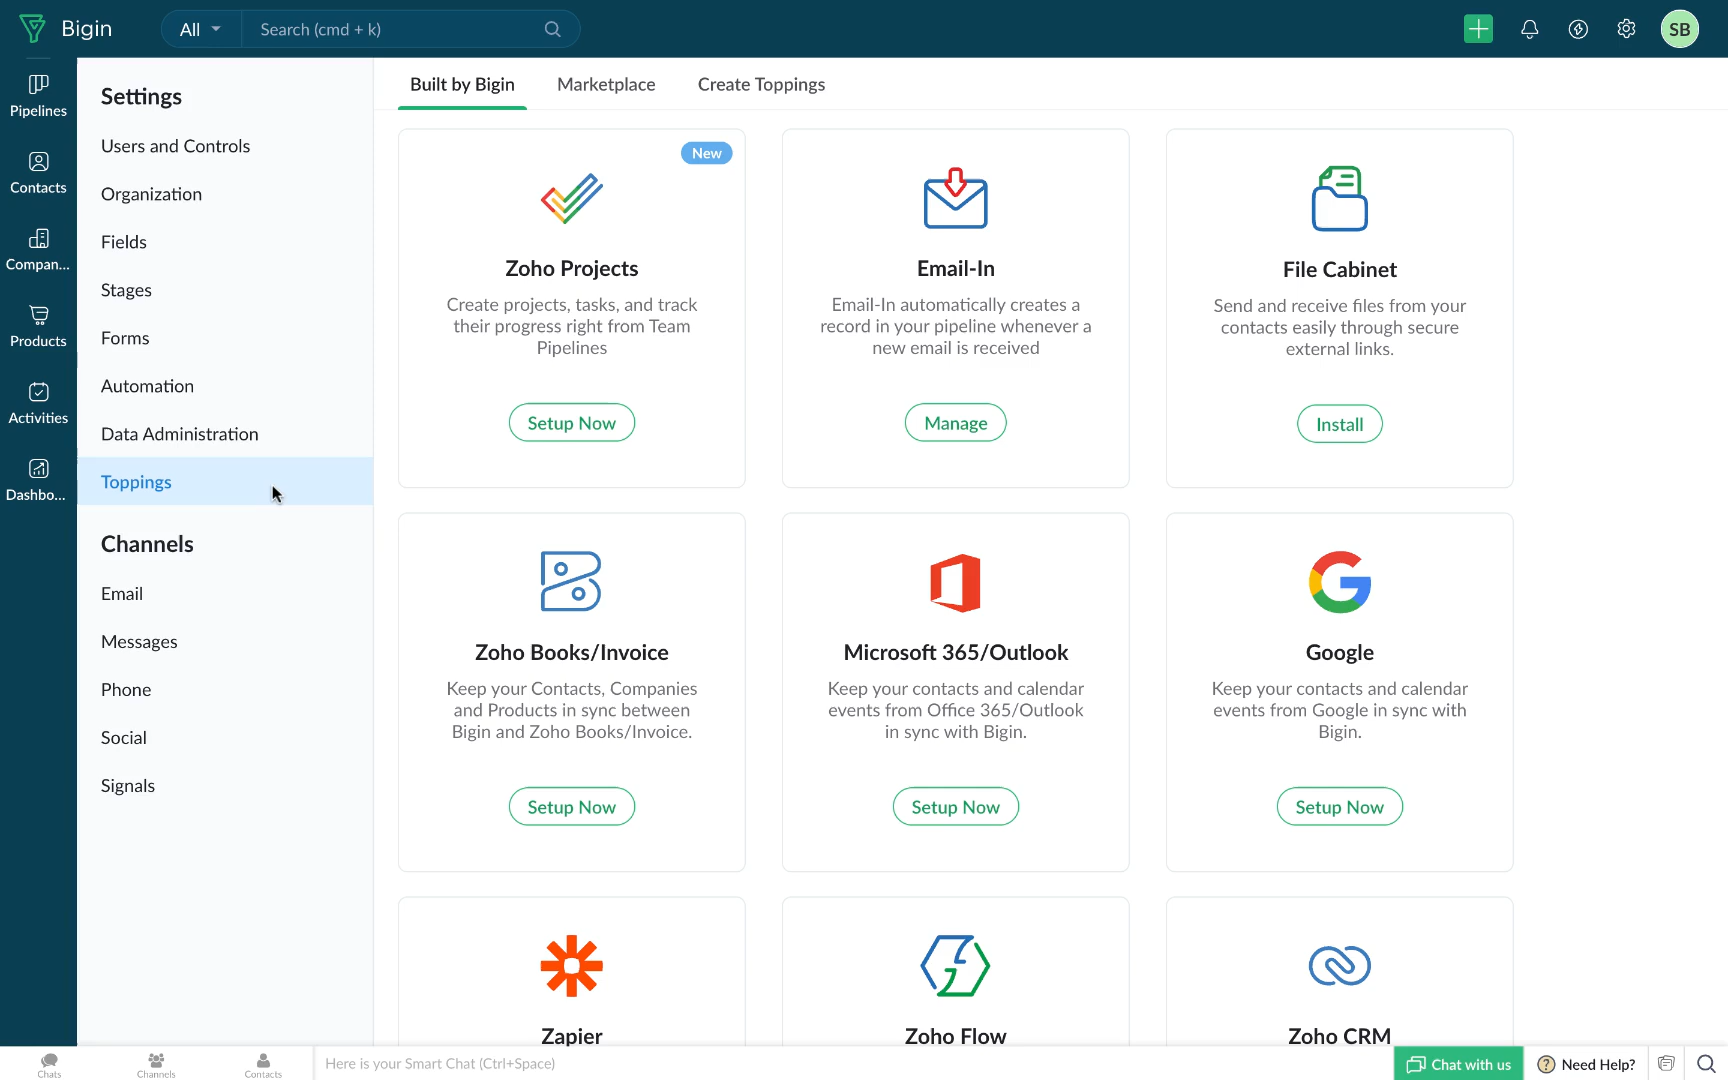 Bigin
All
Search (cmd + k)
SB
Pipelines
Contacts
Compan...
Products
Activities
Dashbo...
Settings
Users and Controls
Organization
Fields
Stages
Forms
Automation
Data Administration
Toppings
Channels
Email
Messages
Phone
Social
Signals
Built by Bigin
Marketplace
Create Toppings
New
Zoho Projects
Create projects, tasks, and track
their progress right from Team
Pipelines
Setup Now
Email-In
Email-In automatically creates a
record in your pipeline whenever a
new email is received
Manage
File Cabinet
Send and receive files from your
contacts easily through secure
external links.
Install
Zoho Books/Invoice
Keep your Contacts, Companies
and Products in sync between
Bigin and Zoho Books/Invoice.
Setup Now
Microsoft 365/Outlook
Keep your contacts and calendar
events from Office 365/Outlook
in sync with Bigin.
Setup Now
Google
Keep your contacts and calendar
events from Google in sync with
Bigin.
Setup Now
Zapier
Zoho Flow
Zoho CRM
Chats
Channels
Contacts
Here is your Smart Chat (Ctrl+Space)
Chat with us
Need Help?